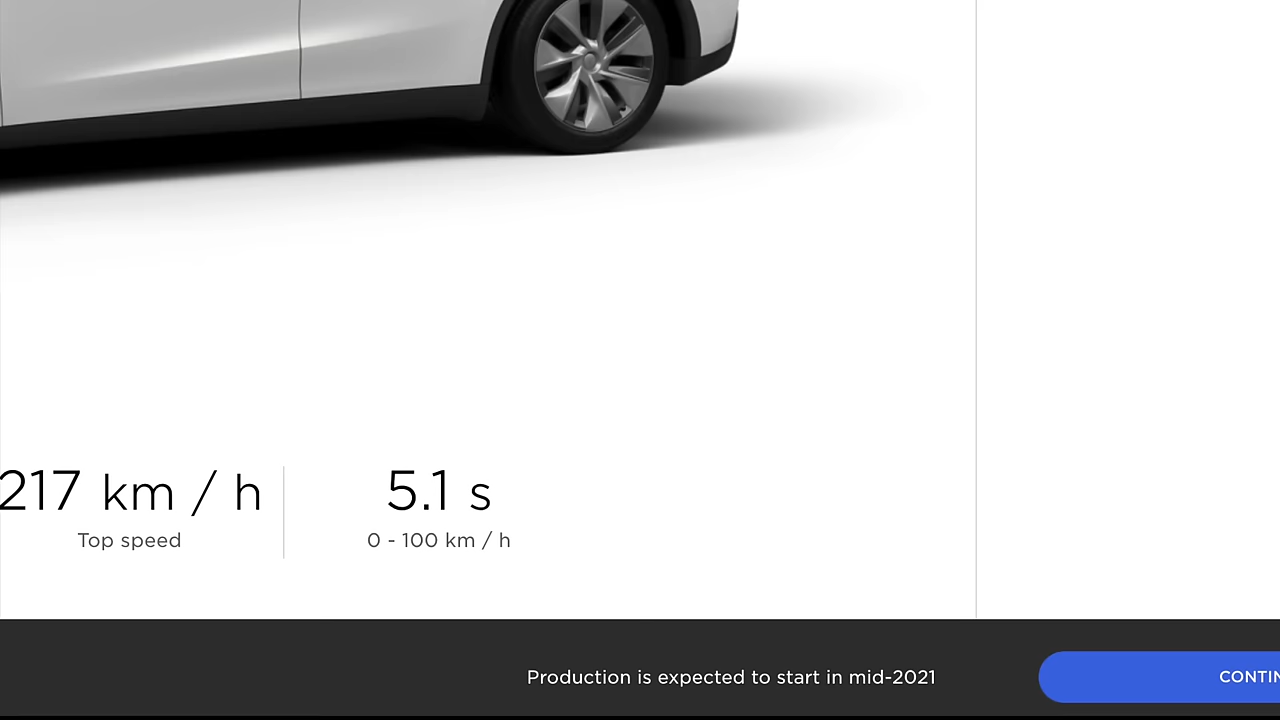 217 km / h
Top speed
5.1 s
0 - 100 km / h
Production is expected to start in mid-2021